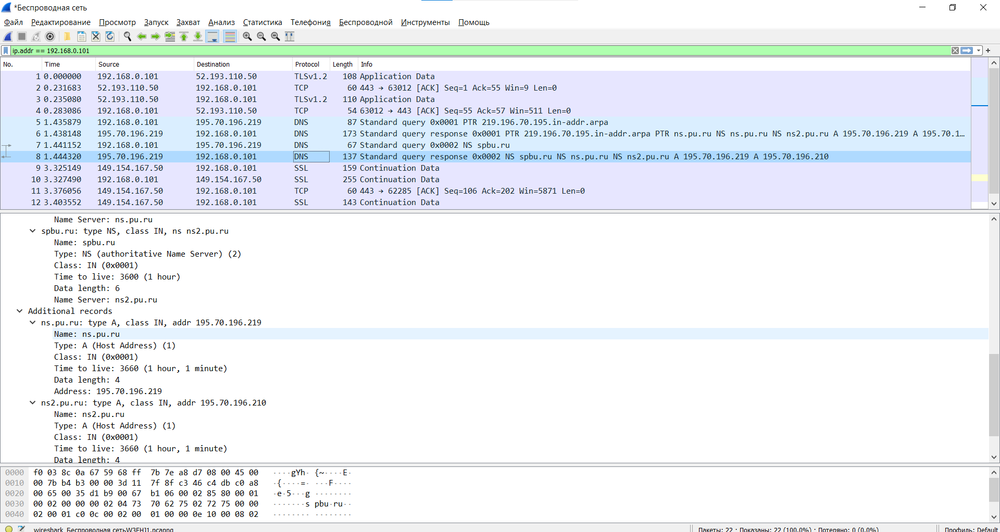 *Беспроводная сеть
Файл Редактирование Просмотр Запуск Захват Анализ Статистика Телефония Беспроводной Инструменты Помощь
ip.addr == 192.168.0.101
No. Time Source Destination Protocol Length Info
1 0.000000 192.168.0.101 52.193.110.50 TLSv1.2 108 Application Data
2 0.231683 52.193.110.50 192.168.0.101 TCP 60 443 → 63012 [ACK] Seq=1 Ack=55 Win=9 Len=0
3 0.235080 52.193.110.50 192.168.0.101 TLSv1.2 110 Application Data
4 0.283086 192.168.0.101 52.193.110.50 TCP 54 63012 → 443 [ACK] Seq=55 Ack=57 Win=511 Len=0
5 1.435879 192.168.0.101 195.70.196.219 DNS 87 Standard query 0x0001 PTR 219.196.70.195.in-addr.arpa
6 1.438148 195.70.196.219 192.168.0.101 DNS 173 Standard query response 0x0001 PTR 219.196.70.195.in-addr.arpa PTR ns.pu.ru NS ns.pu.ru NS ns2.pu.ru A 195.70.196.219 A 195.70.1…
7 1.441152 192.168.0.101 195.70.196.219 DNS 67 Standard query 0x0002 NS spbu.ru
8 1.444320 195.70.196.219 192.168.0.101 DNS 137 Standard query response 0x0002 NS spbu.ru NS ns.pu.ru NS ns2.pu.ru A 195.70.196.219 A 195.70.196.210
9 3.325149 149.154.167.50 192.168.0.101 SSL 159 Continuation Data
10 3.327490 192.168.0.101 149.154.167.50 SSL 255 Continuation Data
11 3.376056 149.154.167.50 192.168.0.101 TCP 60 443 → 62285 [ACK] Seq=106 Ack=202 Win=5871 Len=0
12 3.403552 149.154.167.50 192.168.0.101 SSL 143 Continuation Data
Name Server: ns.pu.ru
spbu.ru: type NS, class IN, ns ns2.pu.ru
Name: spbu.ru
Type: NS (authoritative Name Server) (2)
Class: IN (0x0001)
Time to live: 3600 (1 hour)
Data length: 6
Name Server: ns2.pu.ru
Additional records
ns.pu.ru: type A, class IN, addr 195.70.196.219
Name: ns.pu.ru
Type: A (Host Address) (1)
Class: IN (0x0001)
Time to live: 3660 (1 hour, 1 minute)
Data length: 4
Address: 195.70.196.219
ns2.pu.ru: type A, class IN, addr 195.70.196.210
Name: ns2.pu.ru
Type: A (Host Address) (1)
Class: IN (0x0001)
Time to live: 3660 (1 hour, 1 minute)
Data length: 4
0000 f0 03 8c 0a 67 59 68 ff 7b 7e a8 d7 08 00 45 00 ····gYh· {~····E·
0010 00 7b b4 b3 00 00 3d 11 7f 8f c3 46 c4 db c0 a8 ·{····=· ···F····
0020 00 65 00 35 d1 b9 00 67 b1 06 00 02 85 80 00 01 ·e·5···g ········
0030 00 02 00 00 00 02 04 73 70 62 75 02 72 75 00 00 ·······s pbu·ru··
0040 02 00 01 c0 0c 00 02 00 01 00 00 0e 10 00 08 02 ········ ········
wireshark_Беспроводная сетьW3FHJ1.pcapng Пакеты: 22 · Показаны: 22 (100.0%) · Потеряно: 0 (0.0%) Профиль: Default